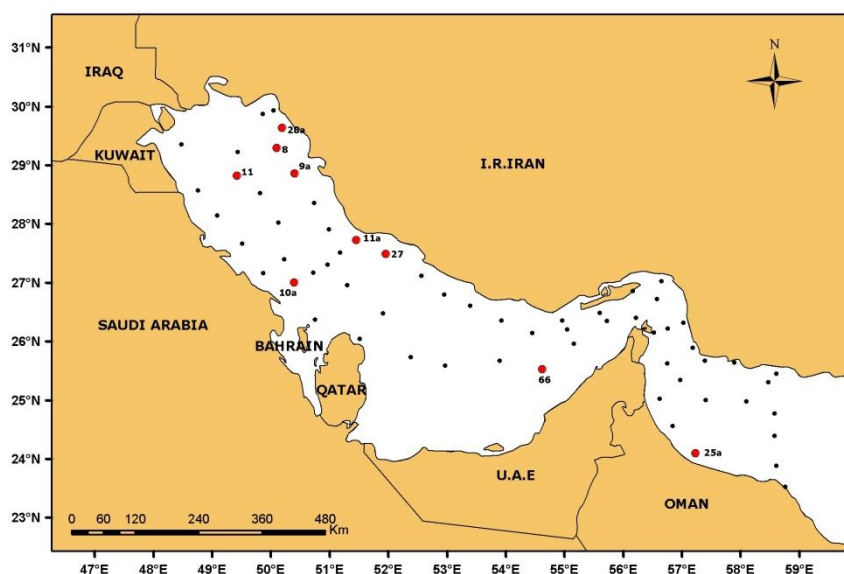 N
31°N
IRAQ
30°N
28a
8
29°N
KUWAIT
9a
11
I.R.IRAN
28°N
11a
27
27°N
10a
SAUDI ARABIA
26°N
BAHRAIN
66
QATAR
25°N
24°N
25a
U.A.E
OMAN
23°N
0 60 120 240 360 480
Km
47°E 48°E 49°E 50°E 51°E 52°E 53°E 54°E 55°E 56°E 57°E 58°E 59°E